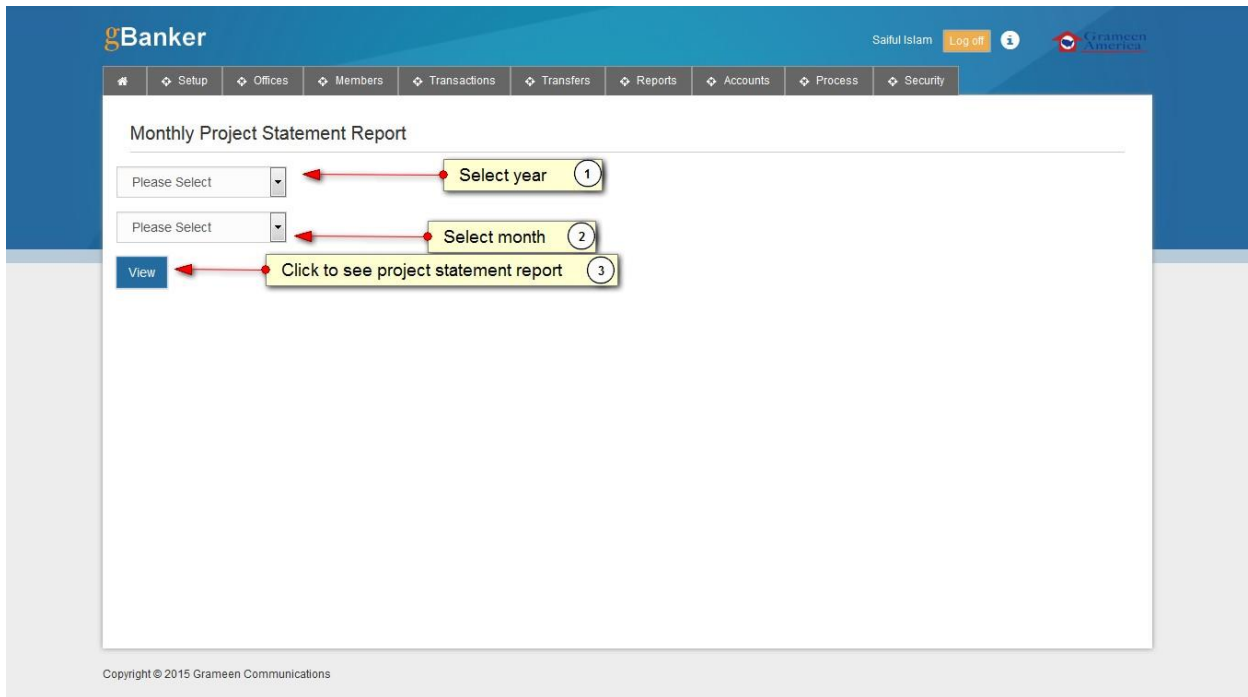 gBanker
Saiful Islam Log off i Grameen America
Setup Offices Members Transactions Transfers Reports Accounts Process Security
Monthly Project Statement Report
Please Select Select year 1
Please Select Select month 2
View Click to see project statement report 3
Copyright © 2015 Grameen Communications